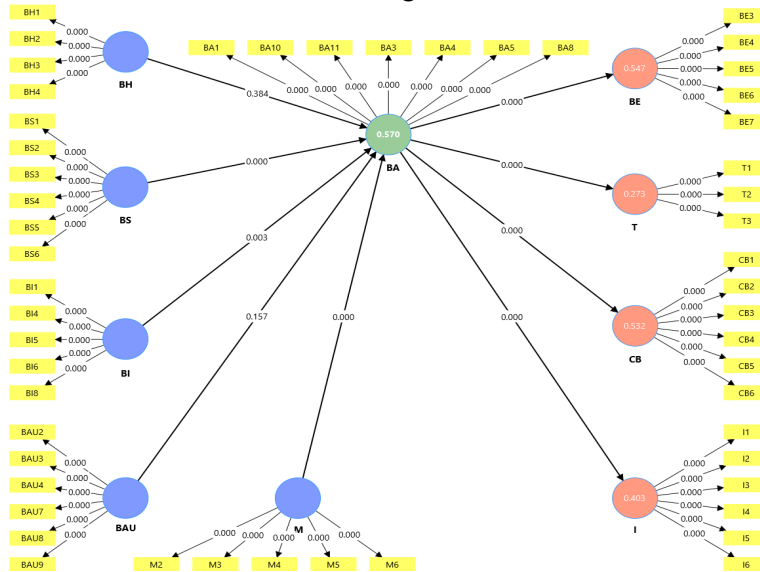 BH1
BH2
BH3
BH4
0.000
0.000
0.000
0.000
BH
BS1
BS2
BS3
BS4
BS5
BS6
0.000
0.000
0.000
0.000
0.000
0.000
BS
BI1
BI4
BI5
BI6
BI8
0.000
0.000
0.000
0.000
0.000
BI
BAU2
BAU3
BAU4
BAU7
BAU8
BAU9
0.000
0.000
0.000
0.000
0.000
0.000
BAU
BA1 BA10 BA11 BA3 BA4 BA5 BA8
0.000 0.000 0.000 0.000 0.000 0.000 0.000
0.570
BA
0.384
0.000
0.003
0.157
0.000
M
0.000 0.000 0.000 0.000 0.000
M2 M3 M4 M5 M6
0.000
0.000
0.000
0.000
0.547
BE
0.000
0.000
0.000
0.000
0.000
BE3
BE4
BE5
BE6
BE7
0.273
T
0.000
0.000
0.000
T1
T2
T3
0.532
CB
0.000
0.000
0.000
0.000
0.000
0.000
CB1
CB2
CB3
CB4
CB5
CB6
0.403
I
0.000
0.000
0.000
0.000
0.000
0.000
I1
I2
I3
I4
I5
I6